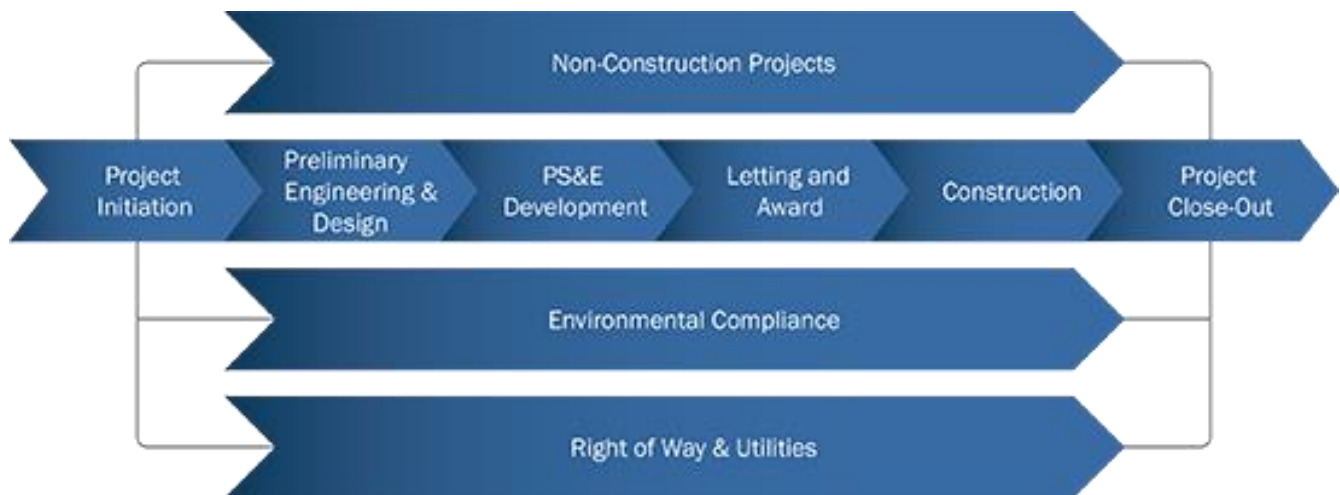 Non-Construction Projects
Project
Initiation
Preliminary
Engineering &
Design
PS&E
Development
Letting and
Award
Construction
Project
Close-Out
Environmental Compliance
Right of Way & Utilities